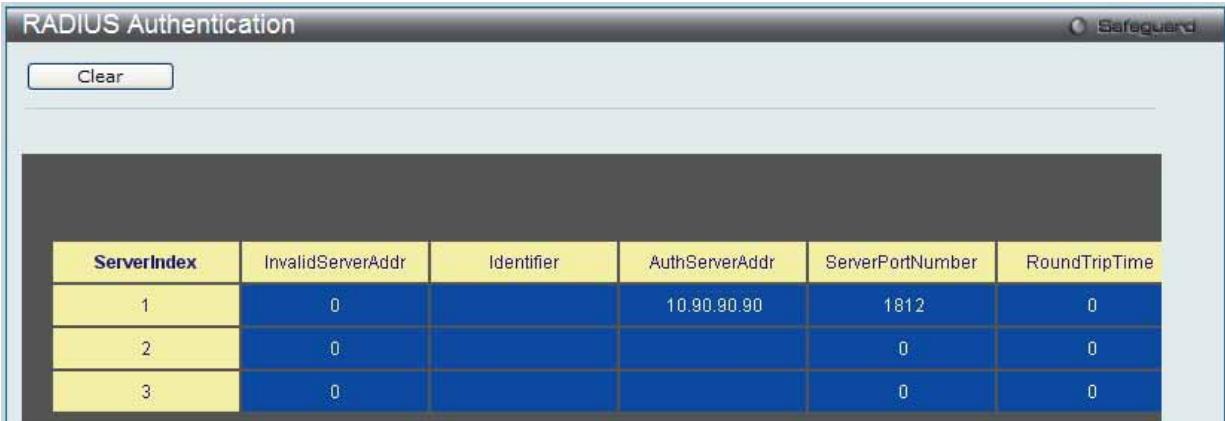 RADIUS Authentication
Safeguard
Clear
ServerIndex InvalidServerAddr Identifier AuthServerAddr ServerPortNumber RoundTripTime
1 0 10.90.90.90 1812 0
2 0 0 0
3 0 0 0